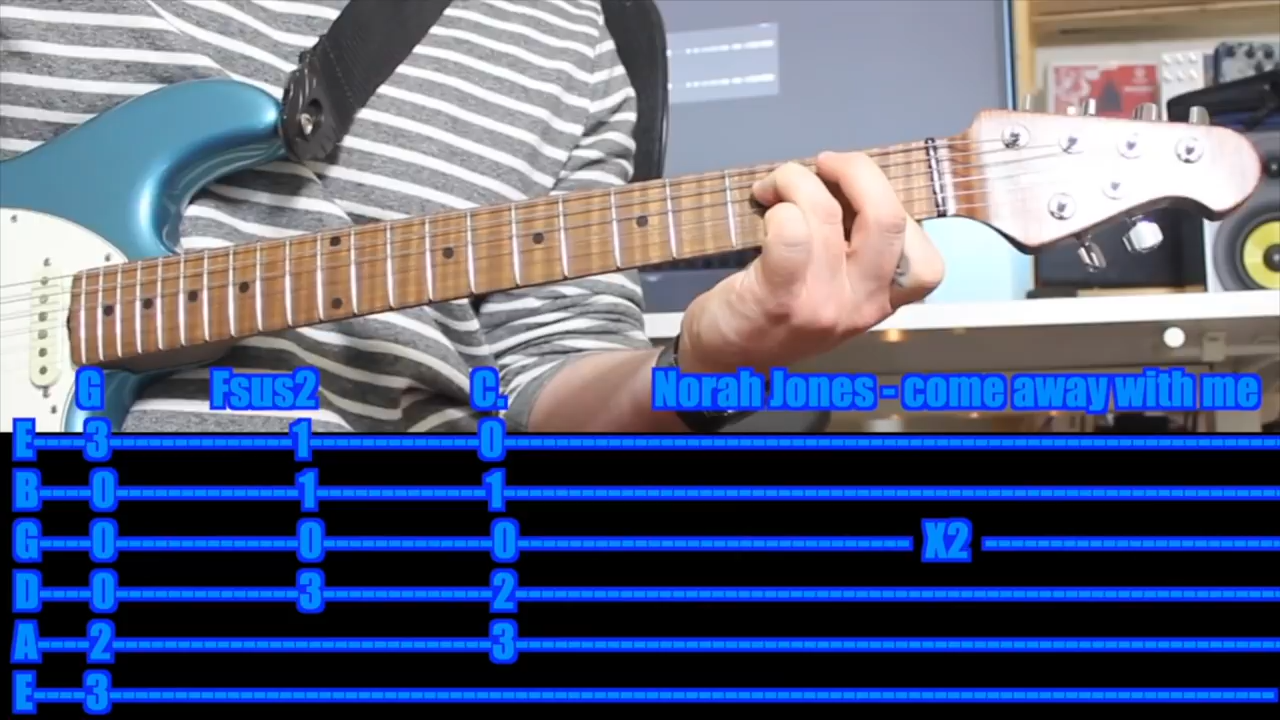 G Fsus2 C. Norah Jones - come away with me
E 3 1 0
B 0 1 1
G 0 0 0 X2
D 0 3 2
A 2 3
E 3